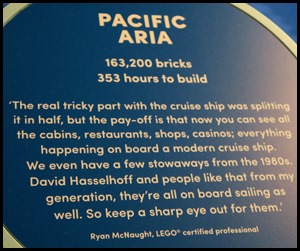 PACIFIC
ARIA
163,200 bricks
353 hours to build
'The real tricky part with the cruise ship was splitting
it in half, but the pay-off is that now you can see all
the cabins, restaurants, shops, casinos; everything
happening on board a modern cruise ship.
We even have a few stowaways from the 1980s.
David Hasselhoff and people like that from my
generation, they're all on board sailing as
well. So keep a sharp eye out for them.'
Ryan McNaught, LEGO® certified professional